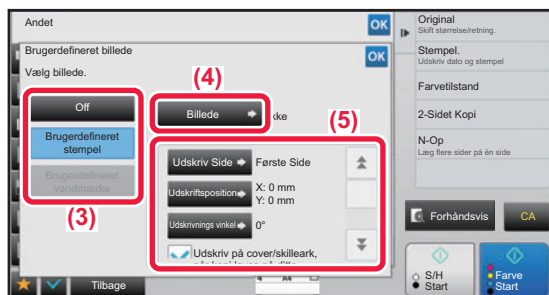 Andet
OK
Brugerdefineret billede
OK
Vælg billede.
(4)
Off
Billede
kke
(5)
Brugerdefineret
stempel
Brugerdefineret
vandmærke
(3)
Udskriv Side
Første Side
Udskriftsposition
X: 0 mm
Y: 0 mm
Udskrivnings vinkel
0°
Udskriv på cover/skilleark,
Tilbage
A4
Original
Skift størrelse/retning.
Stempel.
Udskriv dato og stempel
Farvetilstand
2-Sidet Kopi
N-Op
Læg flere sider på én side
Forhåndsvis
CA
S/H
Start
Farve
Start